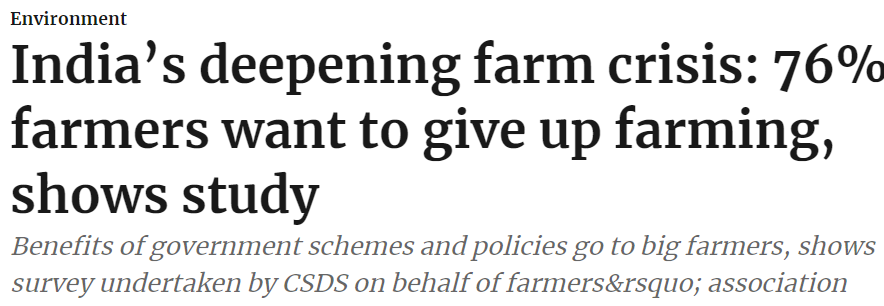 Environment
India’s deepening farm crisis: 76%
farmers want to give up farming,
shows study
Benefits of government schemes and policies go to big farmers, shows
survey undertaken by CSDS on behalf of farmers&rsquo; association